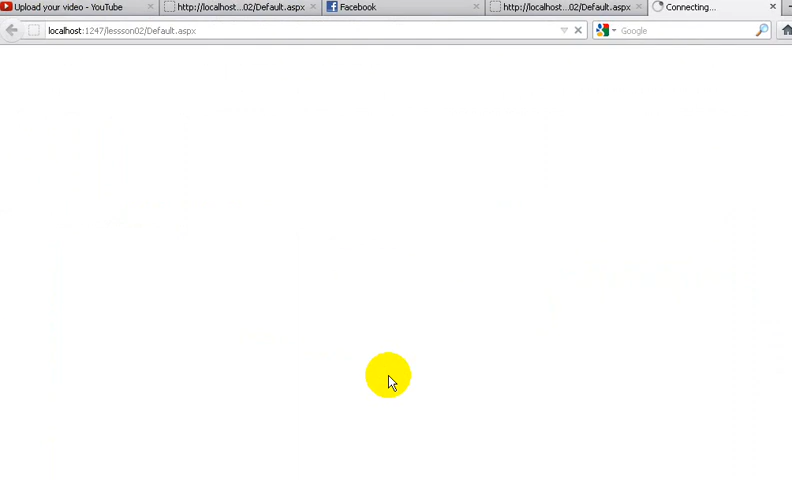 Upload your video - YouTube
http://localhost...02/Default.aspx
Facebook
http://localhost...02/Default.aspx
Connecting...
localhost:1247/lessson02/Default.aspx
Google